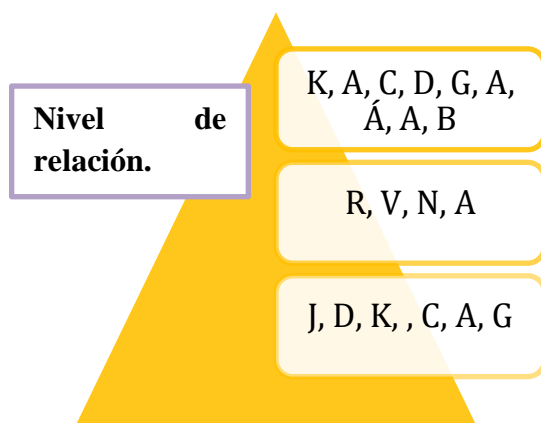 Nivel de
relación.
K, A, C, D, G, A,
Á, A, B
R, V, N, A
J, D, K, , C, A, G